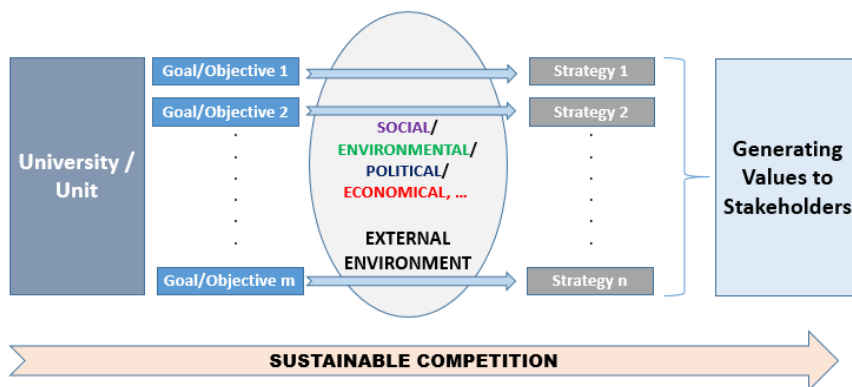 Goal/Objective 1
Strategy 1
Goal/Objective 2
Strategy 2
University /
Unit
SOCIAL/
ENVIRONMENTAL/
POLITICAL/
ECONOMICAL, ...
EXTERNAL
ENVIRONMENT
Generating
Values to
Stakeholders
Goal/Objective m
Strategy n
SUSTAINABLE COMPETITION